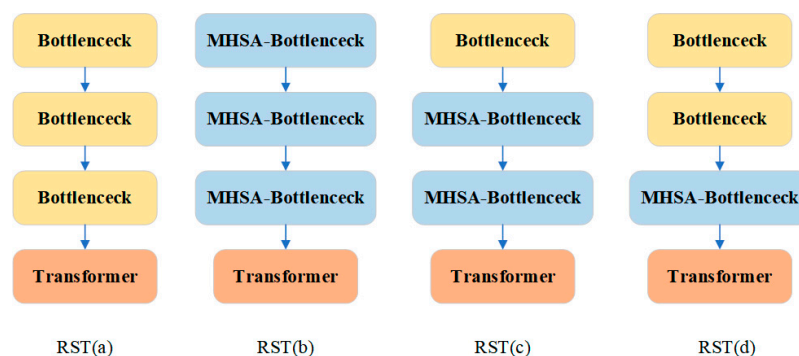 Bottlenceck
MHSA-Bottlenceck
Bottlenceck
Bottlenceck
Bottlenceck
MHSA-Bottlenceck
MHSA-Bottlenceck
Bottlenceck
Bottlenceck
MHSA-Bottlenceck
MHSA-Bottlenceck
MHSA-Bottlenceck
Transformer
Transformer
Transformer
Transformer
RST(a)
RST(b)
RST(c)
RST(d)